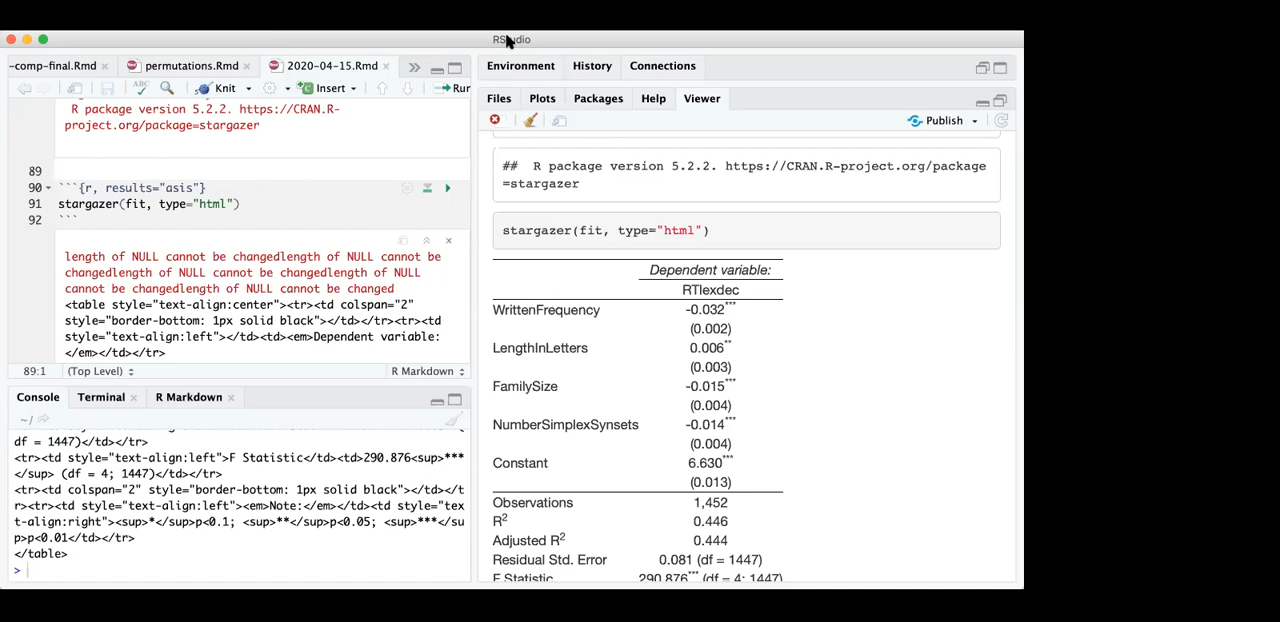 RStudio
-comp-final.Rmd
permutations.Rmd
2020-04-15.Rmd
Knit
Insert
Run
R package version 5.2.2. https://CRAN.R-
project.org/package=stargazer
89
90 ```{r, results="asis"}
91 stargazer(fit, type="html")
92 ```
length of NULL cannot be changedlength of NULL cannot be
changedlength of NULL cannot be changedlength of NULL
cannot be changedlength of NULL cannot be changed
<table style="text-align:center"><tr><td colspan="2"
style="border-bottom: 1px solid black"></td></tr><tr><td
style="text-align:left"></td><td><em>Dependent variable:
</em></td></tr>
89:1 (Top Level) R Markdown
Console Terminal R Markdown
~/
df = 1447)</td></tr>
<tr><td style="text-align:left">F Statistic</td><td>290.876<sup>***
</sup> (df = 4; 1447)</td></tr>
<tr><td colspan="2" style="border-bottom: 1px solid black"></td></t
r><tr><td style="text-align:left"><em>Note:</em></td><td style="tex
t-align:right"><sup>*</sup>p<0.1; <sup>**</sup>p<0.05; <sup>***</su
p>p<0.01</td></tr>
</table>
>
Environment History Connections
Files Plots Packages Help Viewer
Publish
## R package version 5.2.2. https://CRAN.R-project.org/package
=stargazer
stargazer(fit, type="html")
Dependent variable:
RTlexdec
WrittenFrequency -0.032***
(0.002)
LengthInLetters 0.006**
(0.003)
FamilySize -0.015***
(0.004)
NumberSimplexSynsets -0.014***
(0.004)
Constant 6.630***
(0.013)
Observations 1,452
R2 0.446
Adjusted R2 0.444
Residual Std. Error 0.081 (df = 1447)
F Statistic 290.876*** (df = 4; 1447)